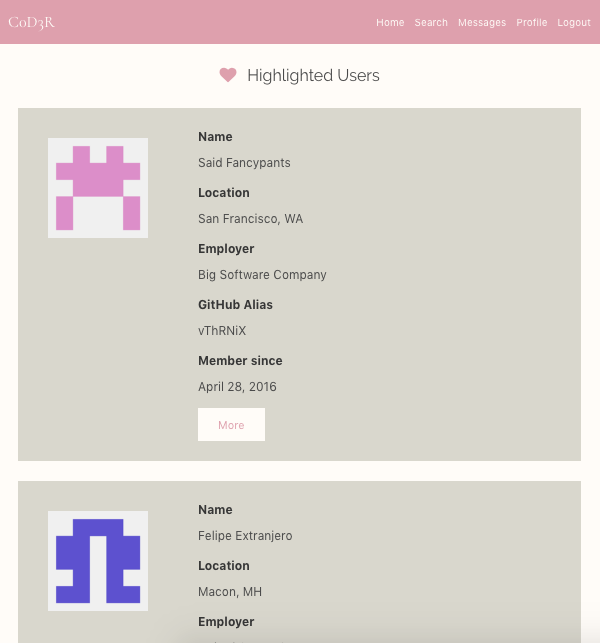 CoD3R
Home Search Messages Profile Logout
Highlighted Users
Name
Said Fancypants
Location
San Francisco, WA
Employer
Big Software Company
GitHub Alias
vThRNiX
Member since
April 28, 2016
More
Name
Felipe Extranjero
Location
Macon, MH
Employer